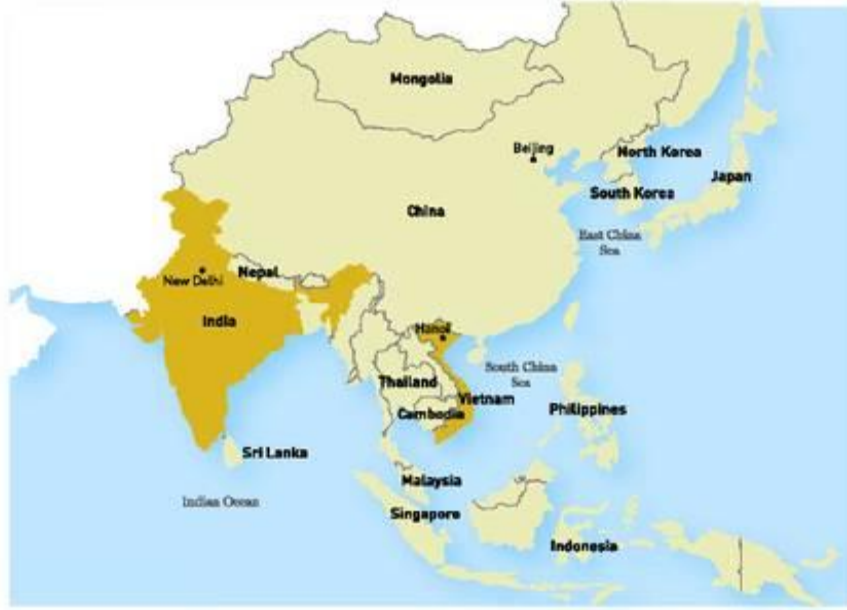 Mongolia
Beijing
North Korea
Japan
South Korea
China
East China
Sea
Nepal
New Delhi
India
Hanoi
South China
Sea
Thailand
Vietnam
Cambodia
Philippines
Sri Lanka
Malaysia
Indian Ocean
Singapore
Indonesia